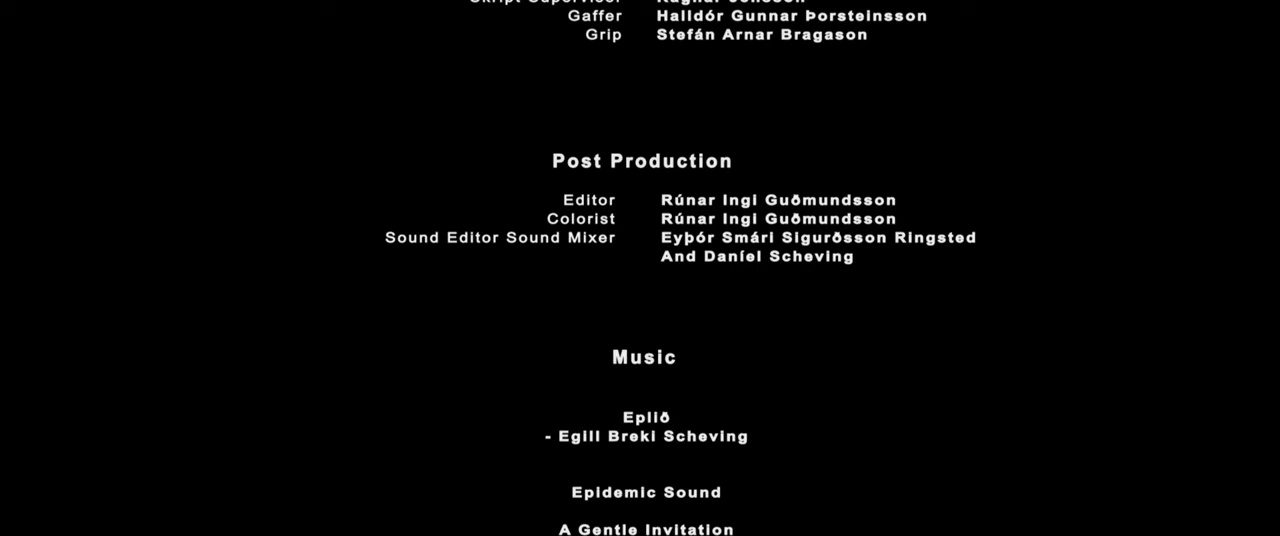 Gaffer Halldór Gunnar Þorsteinsson
Grip Stefán Arnar Bragason
Post Production
Editor Rúnar Ingi Guðmundsson
Colorist Rúnar Ingi Guðmundsson
Sound Editor Sound Mixer Eyþór Smári Sigurðsson Ringsted
And Daníel Scheving
Music
Eplið
- Egill Breki Scheving
Epidemic Sound
A Gentle Invitation